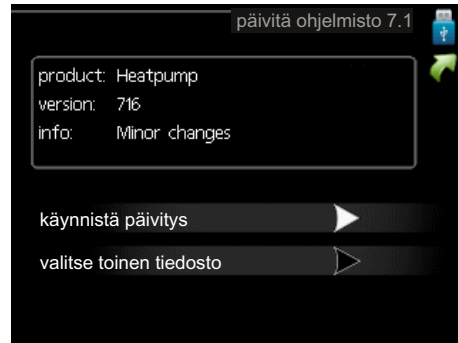 päivitä ohjelmisto 7.1
product: Heatpump
version: 716
info: Minor changes
käynnistä päivitys
valitse toinen tiedosto